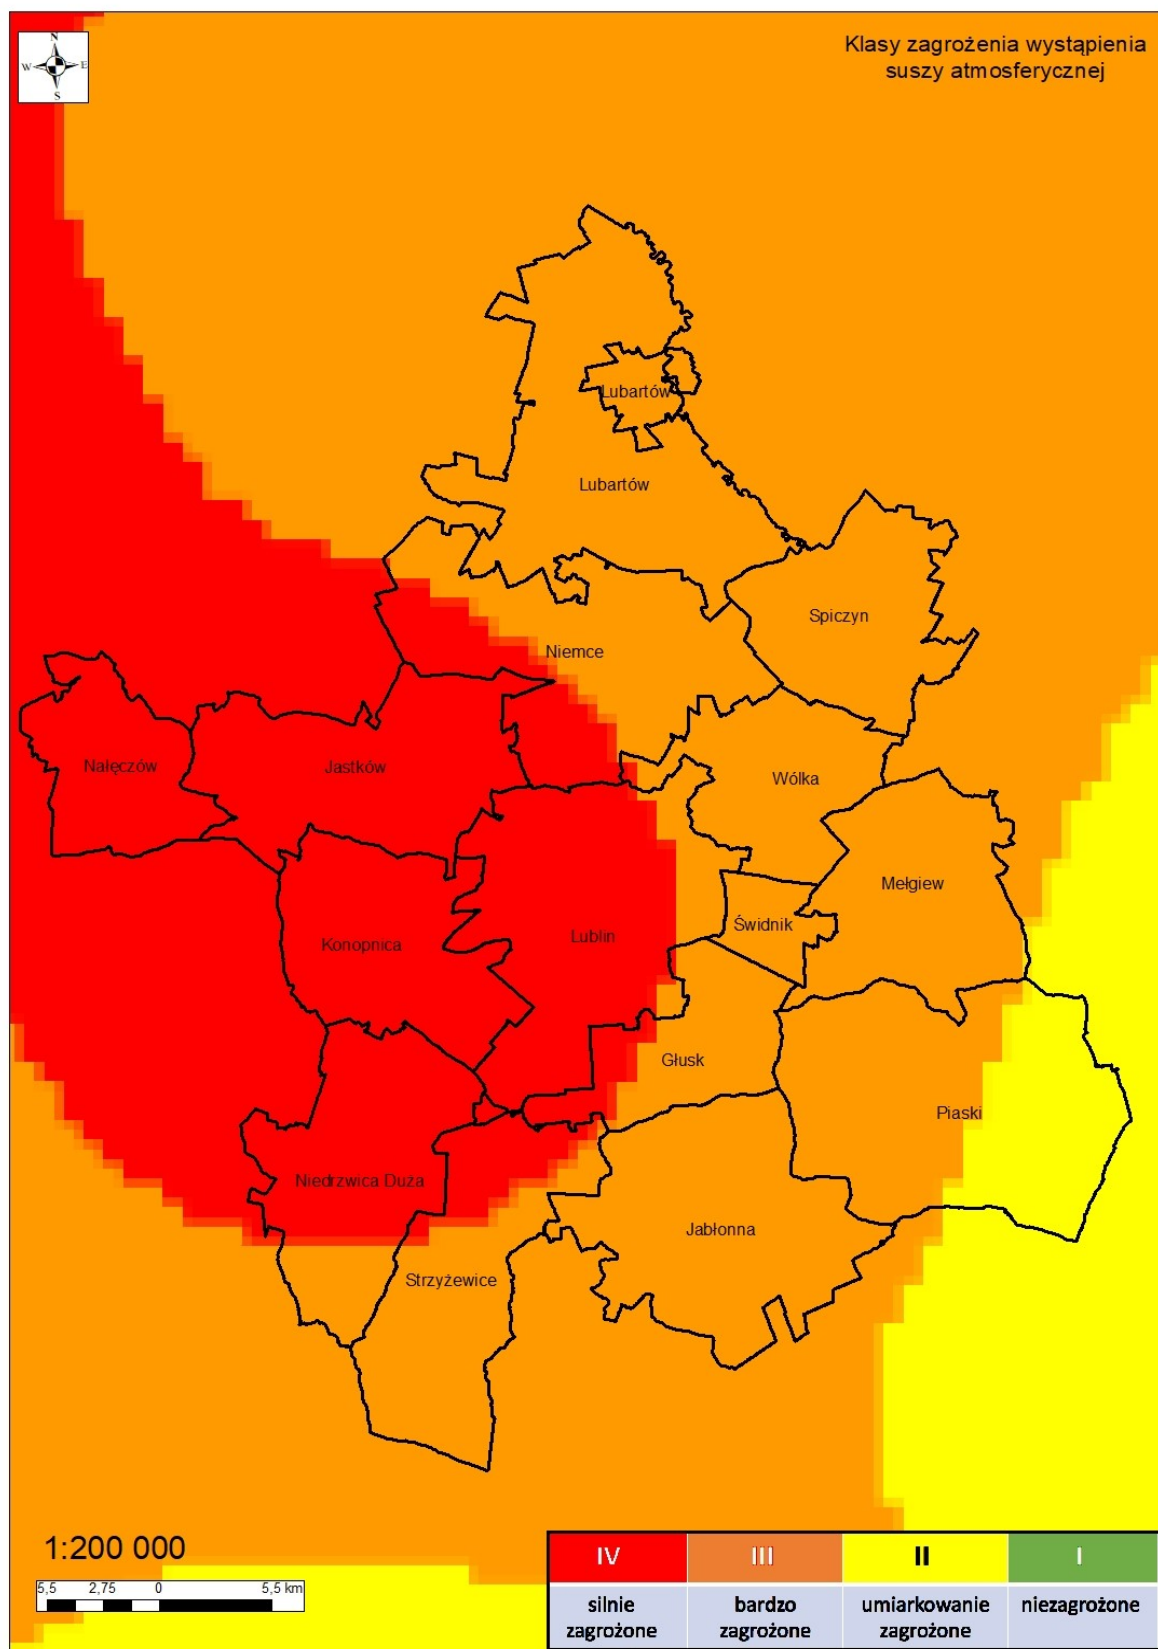 Klasy zagrożenia wystąpienia
suszy atmosferycznej
N
W E
S
Lubartów
Lubartów
Spiczyn
Niemce
Nałęczów
Jastków
Wólka
Mełgiew
Świdnik
Lublin
Konopnica
Głusk
Piaski
Niedrzwica Duża
Jabłonna
Strzyżewice
1:200 000
5,5 2,75 0 5,5 km
IV III II I
silnie zagrożone
bardzo zagrożone
umiarkowanie zagrożone
niezagrożone